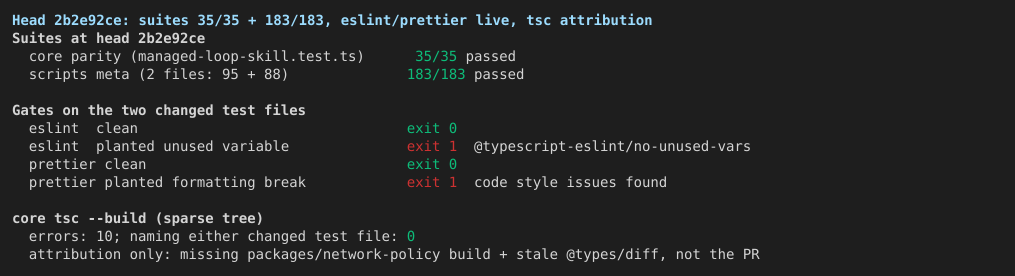 Head 2b2e92ce: suites 35/35 + 183/183, eslint/prettier live, tsc attribution
Suites at head 2b2e92ce
core parity (managed-loop-skill.test.ts) 35/35 passed
scripts meta (2 files: 95 + 88) 183/183 passed
Gates on the two changed test files
eslint clean exit 0
eslint planted unused variable exit 1 @typescript-eslint/no-unused-vars
prettier clean exit 0
prettier planted formatting break exit 1 code style issues found
core tsc --build (sparse tree)
errors: 10; naming either changed test file: 0
attribution only: missing packages/network-policy build + stale @types/diff, not the PR